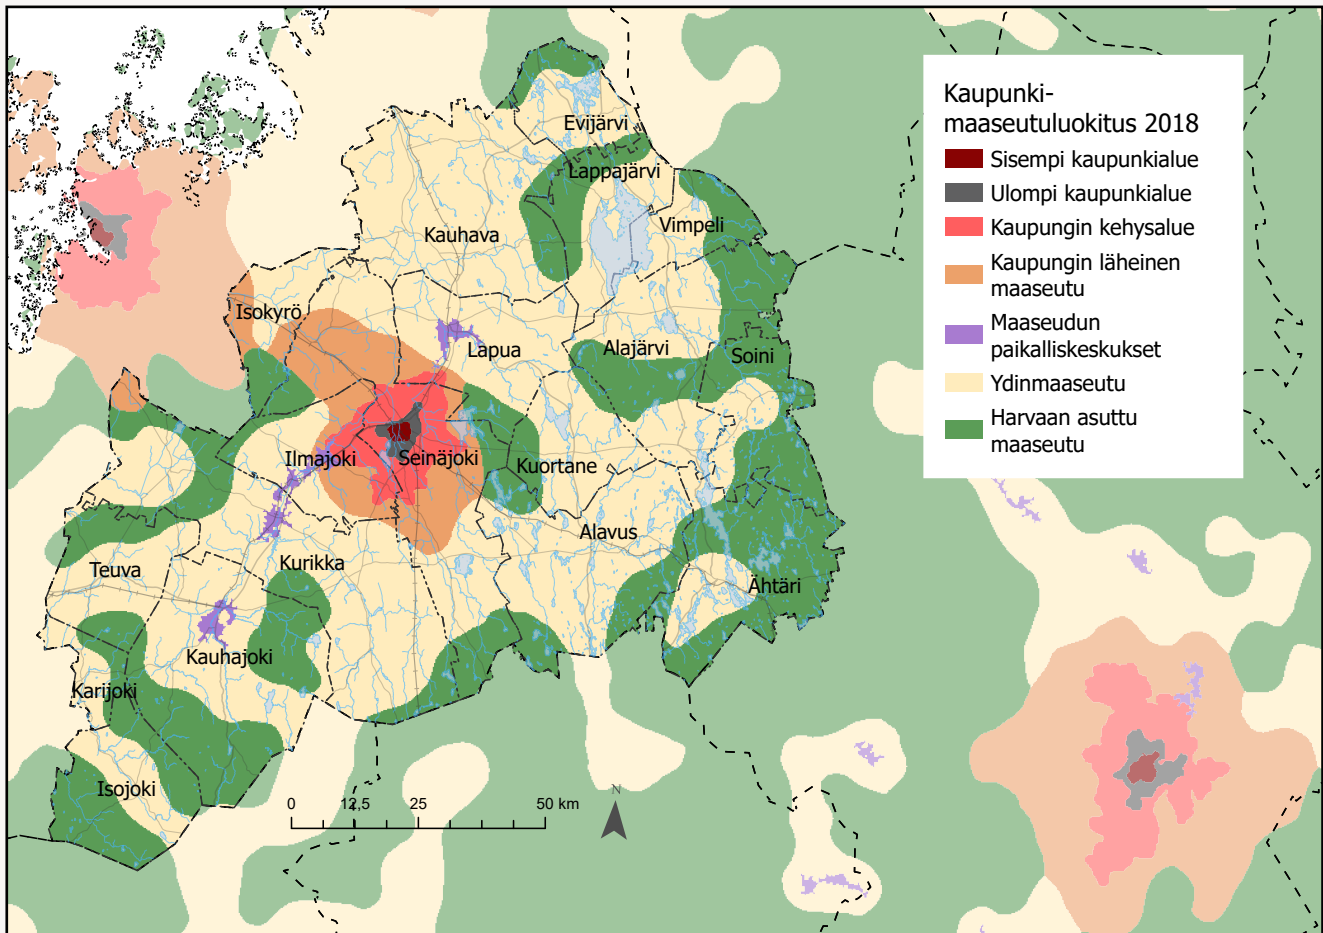 Kaupunki-
maaseutuluokitus 2018
Sisempi kaupunkialue
Ulompi kaupunkialue
Kaupungin kehysalue
Kaupungin läheinen
maaseutu
Maaseudun
paikalliskeskukset
Ydinmaaseutu
Harvaan asuttu
maaseutu
Evijärvi
Lappajärvi
Vimpeli
Kauhava
Isokyrö
Lapua
Alajärvi
Soini
Ilmajoki
Seinäjoki
Kuortane
Alavus
Kurikka
Teuva
Ähtäri
Kauhajoki
Karijoki
Isojoki
0 12,5 25 50 km
N